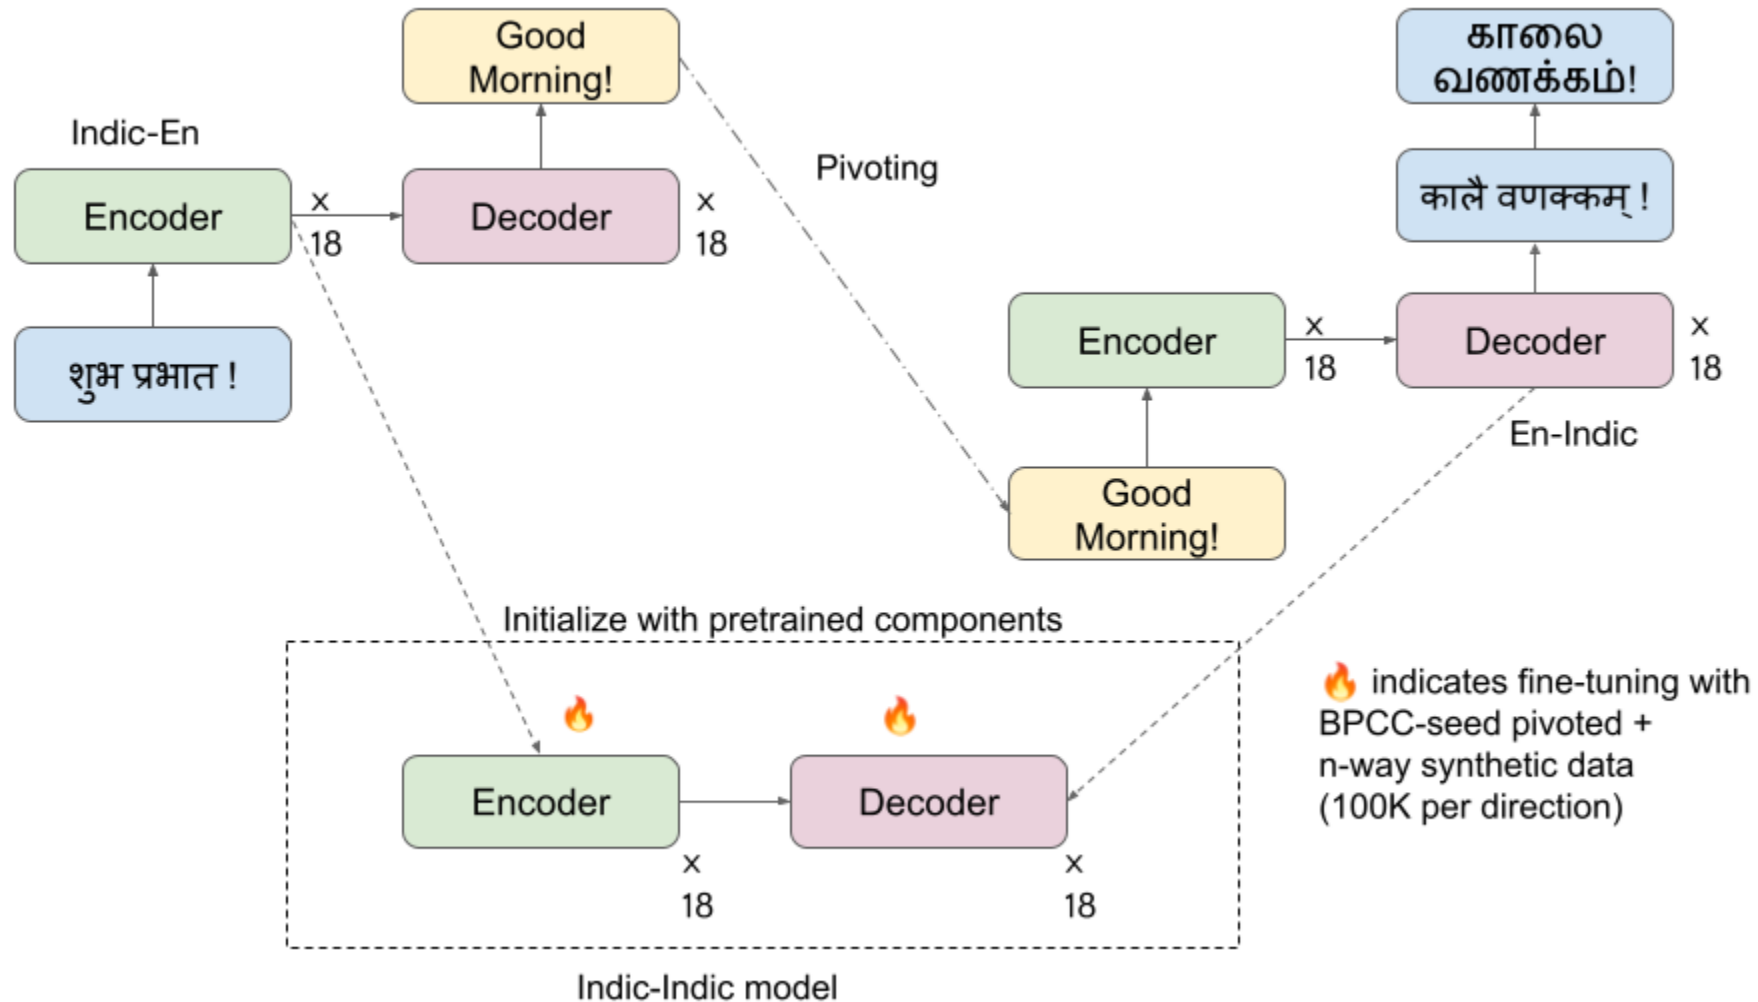 Good
Morning!
Indic-En
Encoder
x
18
Decoder
x
18
शुभ प्रभात !
Pivoting
காலை
வணக்கம்!
कालै वणक्कम् !
Encoder
x
18
Decoder
x
18
En-Indic
Good
Morning!
Initialize with pretrained components
🔥 indicates fine-tuning with
BPCC-seed pivoted +
n-way synthetic data
(100K per direction)
🔥
🔥
Encoder
x
18
Decoder
x
18
Indic-Indic model